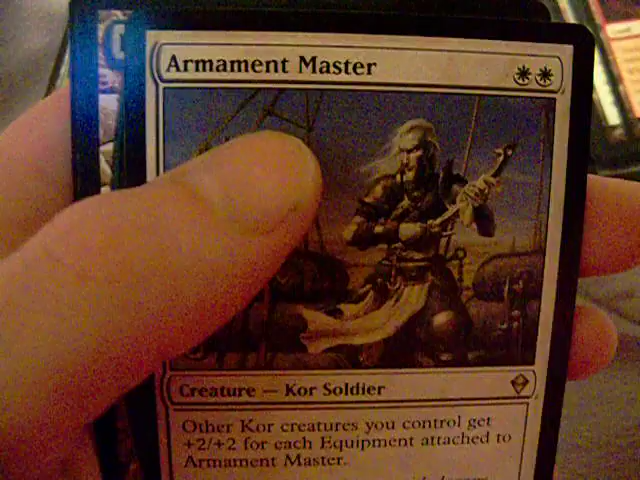 Armament Master
Creature — Kor Soldier
Other Kor creatures you control get
+2/+2 for each Equipment attached to
Armament Master.